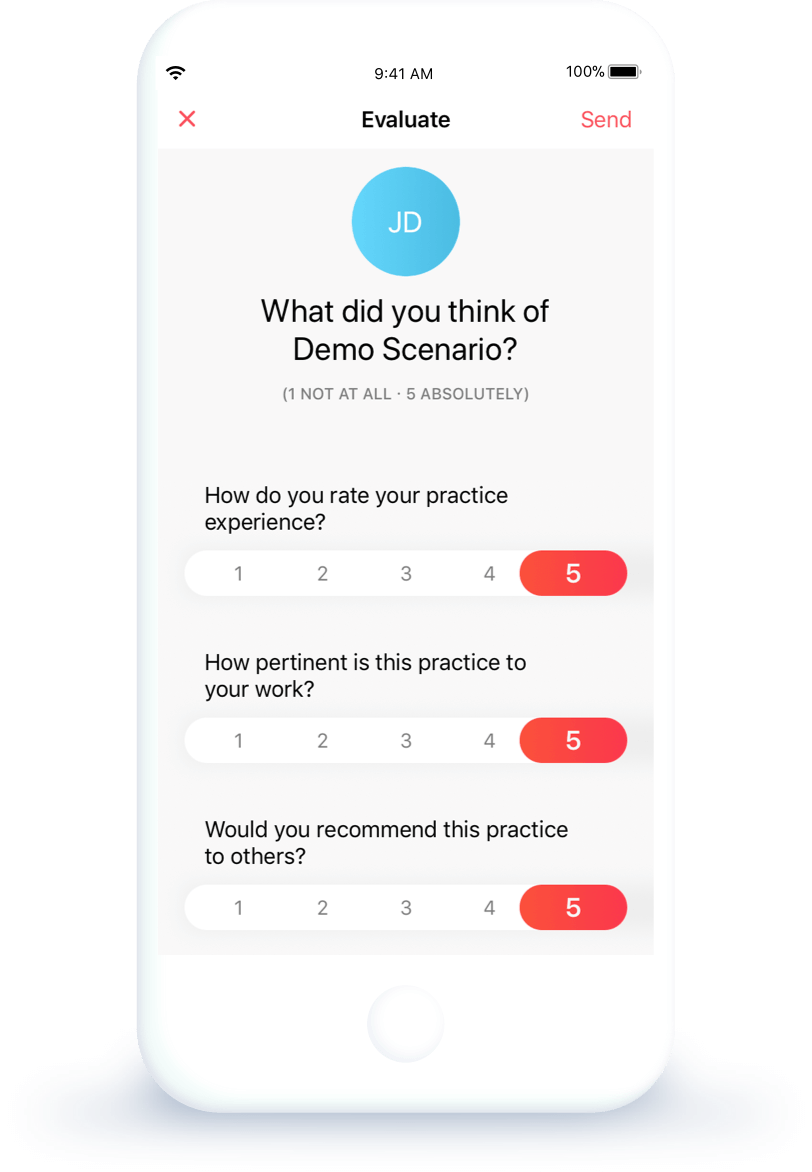 9:41 AM 100%
Evaluate Send
JD
What did you think of
Demo Scenario?
(1 NOT AT ALL · 5 ABSOLUTELY)
How do you rate your practice
experience?
1 2 3 4 5
How pertinent is this practice to
your work?
1 2 3 4 5
Would you recommend this practice
to others?
1 2 3 4 5